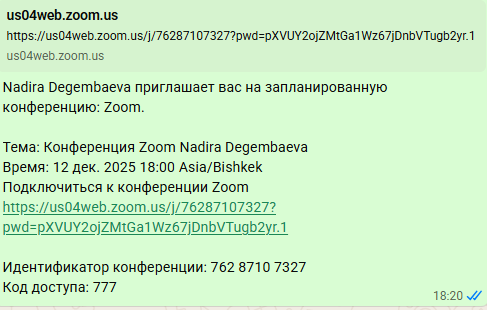 us04web.zoom.us
https://us04web.zoom.us/j/76287107327?pwd=pXVUY2ojZMtGa1Wz67jDnbVTugb2yr.1
us04web.zoom.us
Nadira Degembaeva приглашает вас на запланированную
конференцию: Zoom.
Тема: Конференция Zoom Nadira Degembaeva
Время: 12 дек. 2025 18:00 Asia/Bishkek
Подключиться к конференции Zoom
https://us04web.zoom.us/j/76287107327?
pwd=pXVUY2ojZMtGa1Wz67jDnbVTugb2yr.1
Идентификатор конференции: 762 8710 7327
Код доступа: 777
18:20